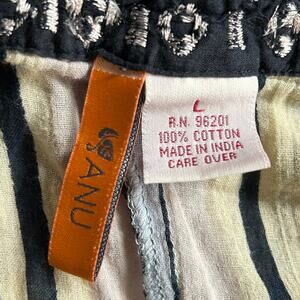 ANU
L
R.N. 96201
100% COTTON
MADE IN INDIA
CARE OVER